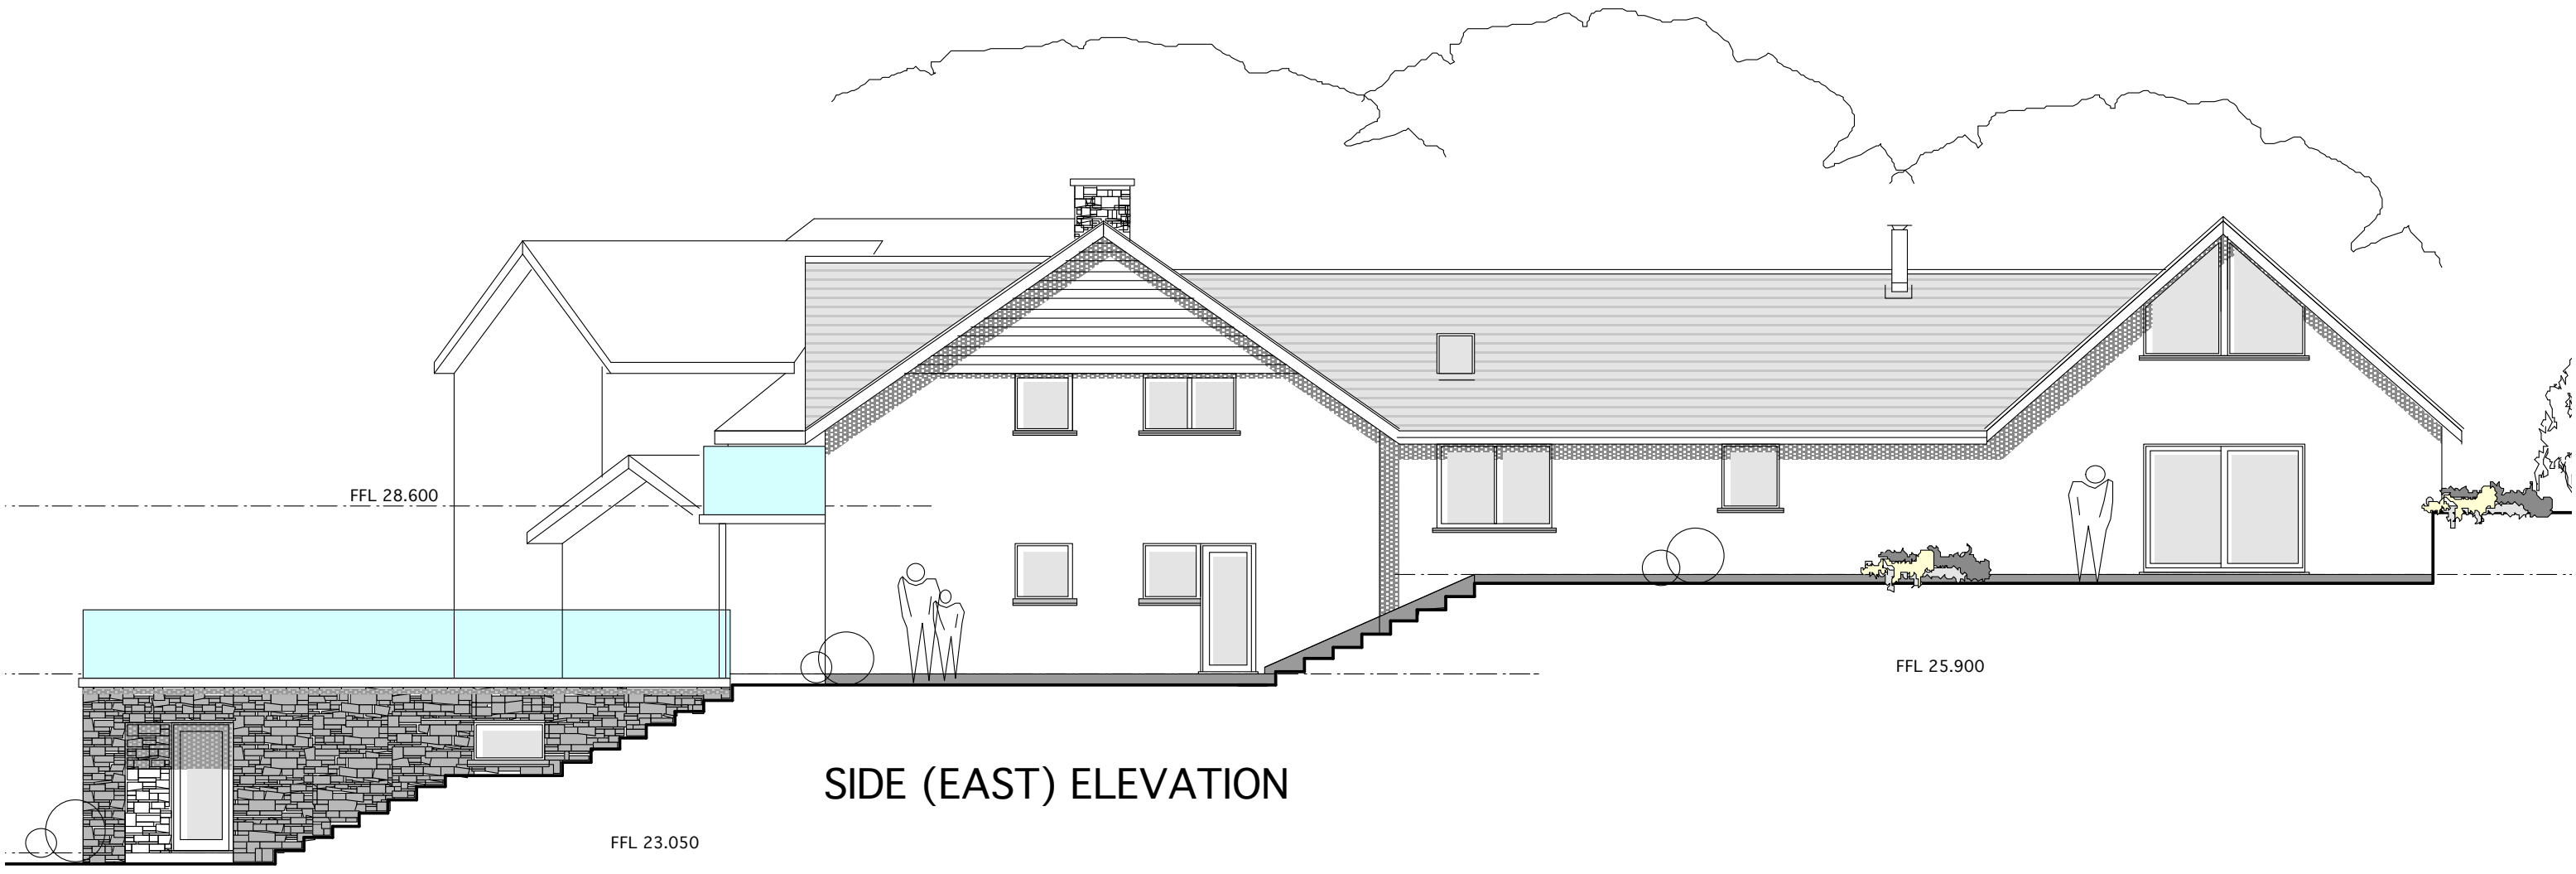 FFL 28.600
FFL 25.900
SIDE (EAST) ELEVATION
FFL 23.050